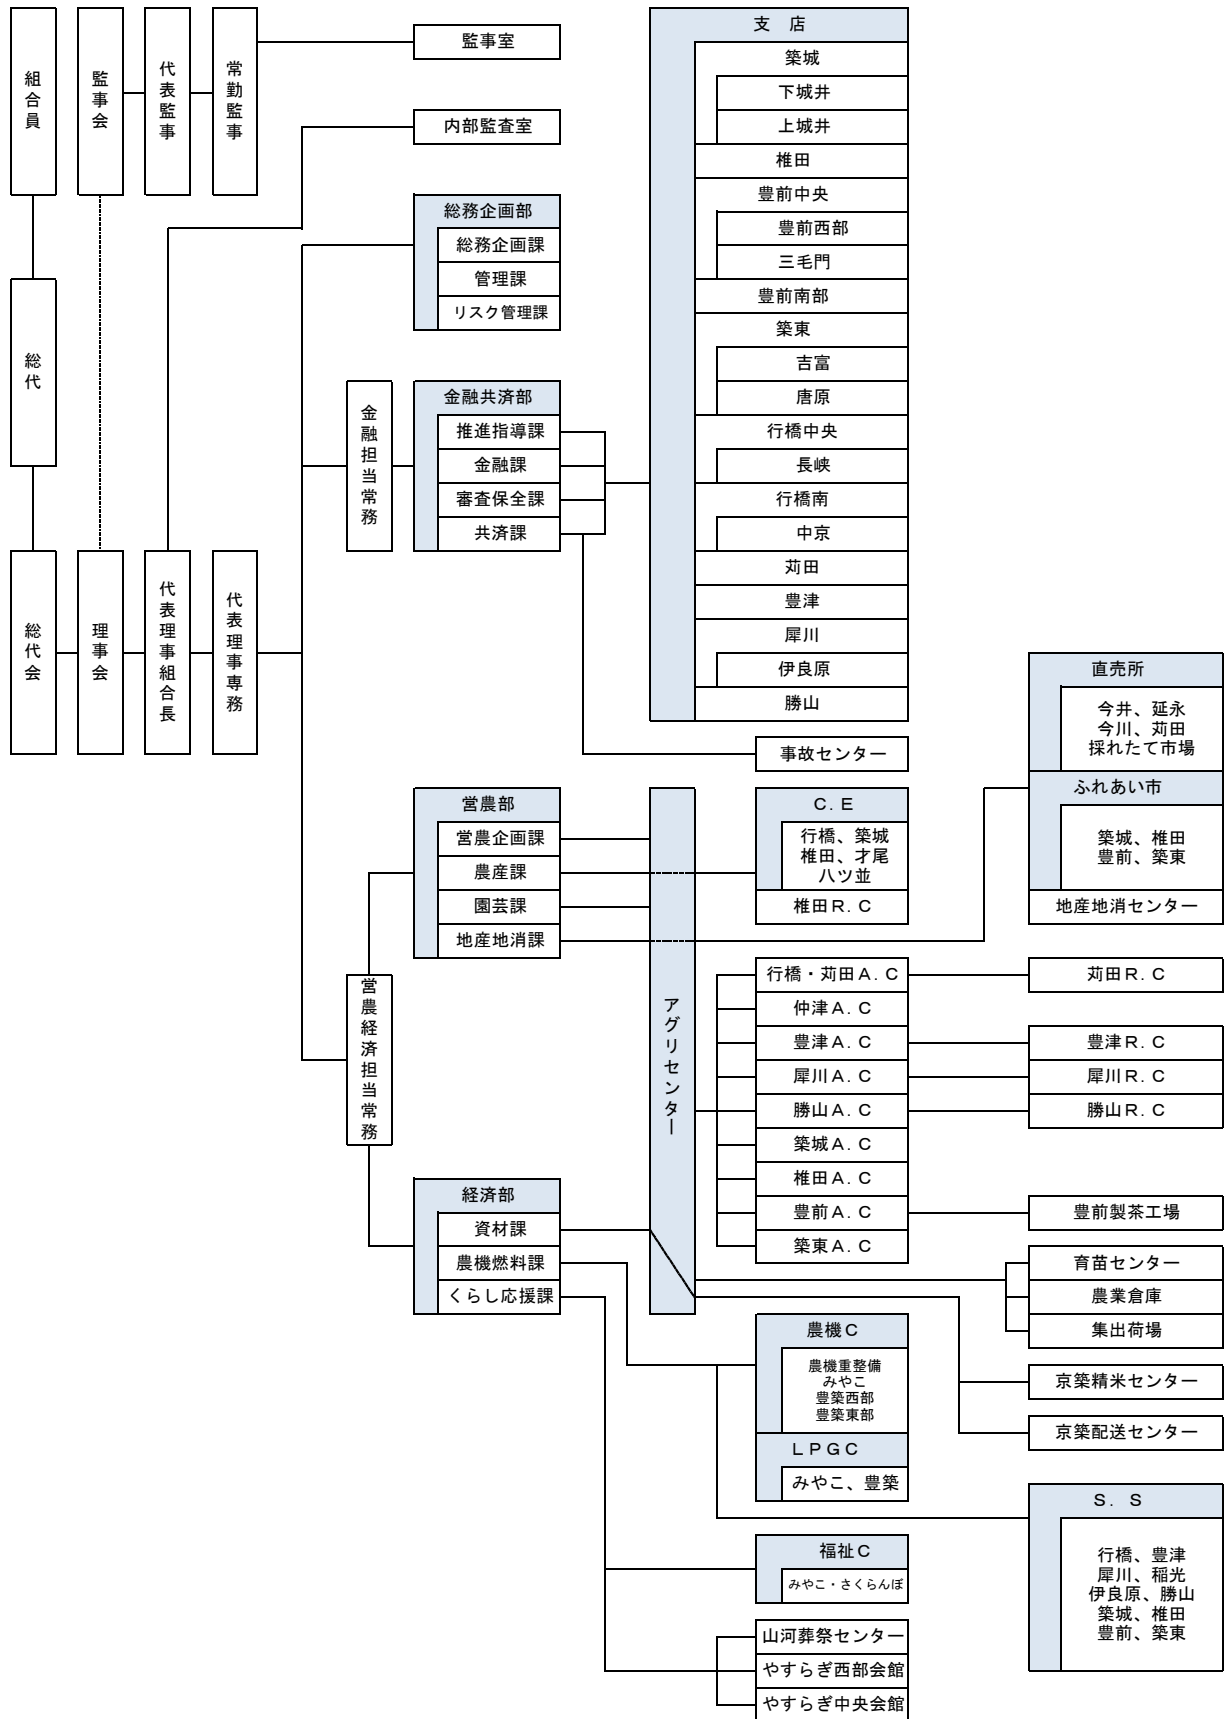 組合員
監事会
代表監事
常勤監事
監事室
内部監査室
総代
総代会
理事会
代表理事組合長
代表理事専務
総務企画部
総務企画課
管理課
リスク管理課
金融担当常務
金融共済部
推進指導課
金融課
審査保全課
共済課
支　店
築城
下城井
上城井
椎田
豊前中央
豊前西部
三毛門
豊前南部
築東
吉富
唐原
行橋中央
長峡
行橋南
中京
苅田
豊津
犀川
伊良原
勝山
事故センター
営農経済担当常務
営農部
営農企画課
農産課
園芸課
地産地消課
経済部
資材課
農機燃料課
くらし応援課
アグリセンター
Ｃ．Ｅ
行橋、築城
椎田、才尾
八ツ並
椎田Ｒ．Ｃ
行橋・苅田Ａ．Ｃ
仲津Ａ．Ｃ
豊津Ａ．Ｃ
犀川Ａ．Ｃ
勝山Ａ．Ｃ
築城Ａ．Ｃ
椎田Ａ．Ｃ
豊前Ａ．Ｃ
築東Ａ．Ｃ
農機Ｃ
農機重整備
みやこ
豊築西部
豊築東部
ＬＰＧＣ
みやこ、豊築
福祉Ｃ
みやこ・さくらんぼ
山河葬祭センター
やすらぎ西部会館
やすらぎ中央会館
直売所
今井、延永
今川、苅田
採れたて市場
ふれあい市
築城、椎田
豊前、築東
地産地消センター
苅田Ｒ．Ｃ
豊津Ｒ．Ｃ
犀川Ｒ．Ｃ
勝山Ｒ．Ｃ
豊前製茶工場
育苗センター
農業倉庫
集出荷場
京築精米センター
京築配送センター
Ｓ．Ｓ
行橋、豊津
犀川、稲光
伊良原、勝山
築城、椎田
豊前、築東